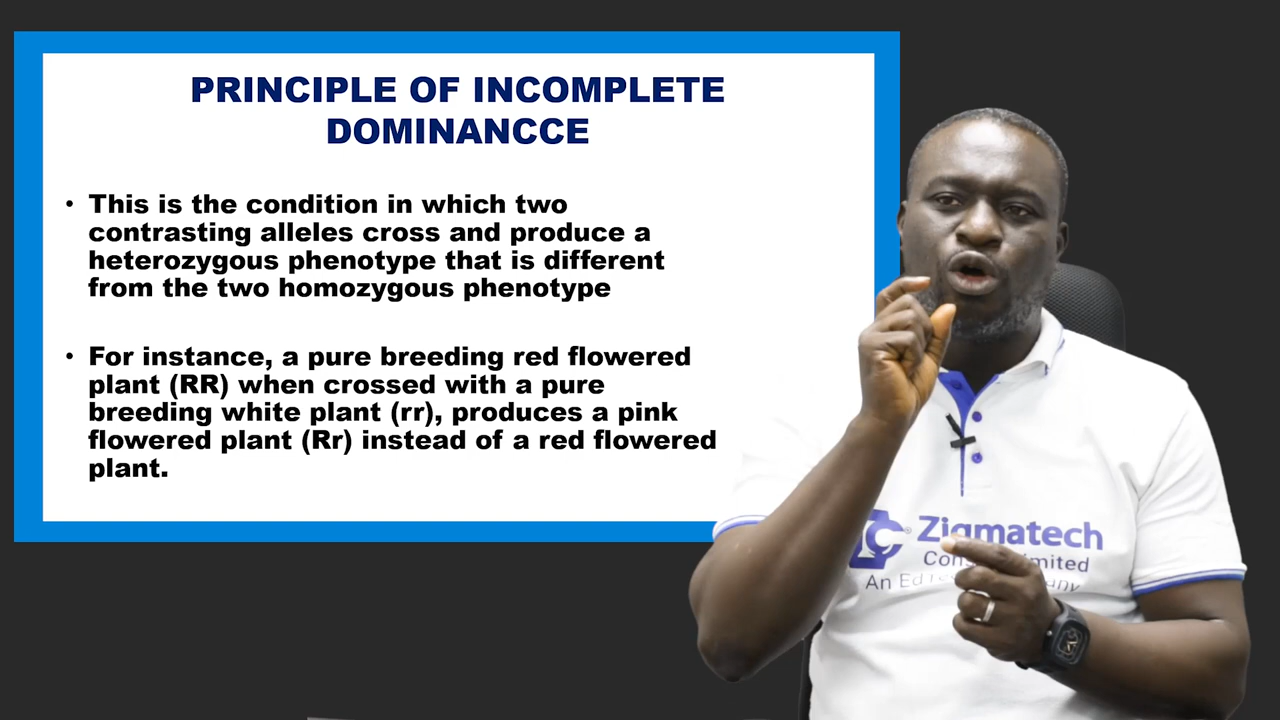 PRINCIPLE OF INCOMPLETE
DOMINANCCE
• This is the condition in which two
contrasting alleles cross and produce a
heterozygous phenotype that is different
from the two homozygous phenotype
• For instance, a pure breeding red flowered
plant (RR) when crossed with a pure
breeding white plant (rr), produces a pink
flowered plant (Rr) instead of a red flowered
plant.
Zigmatech
An